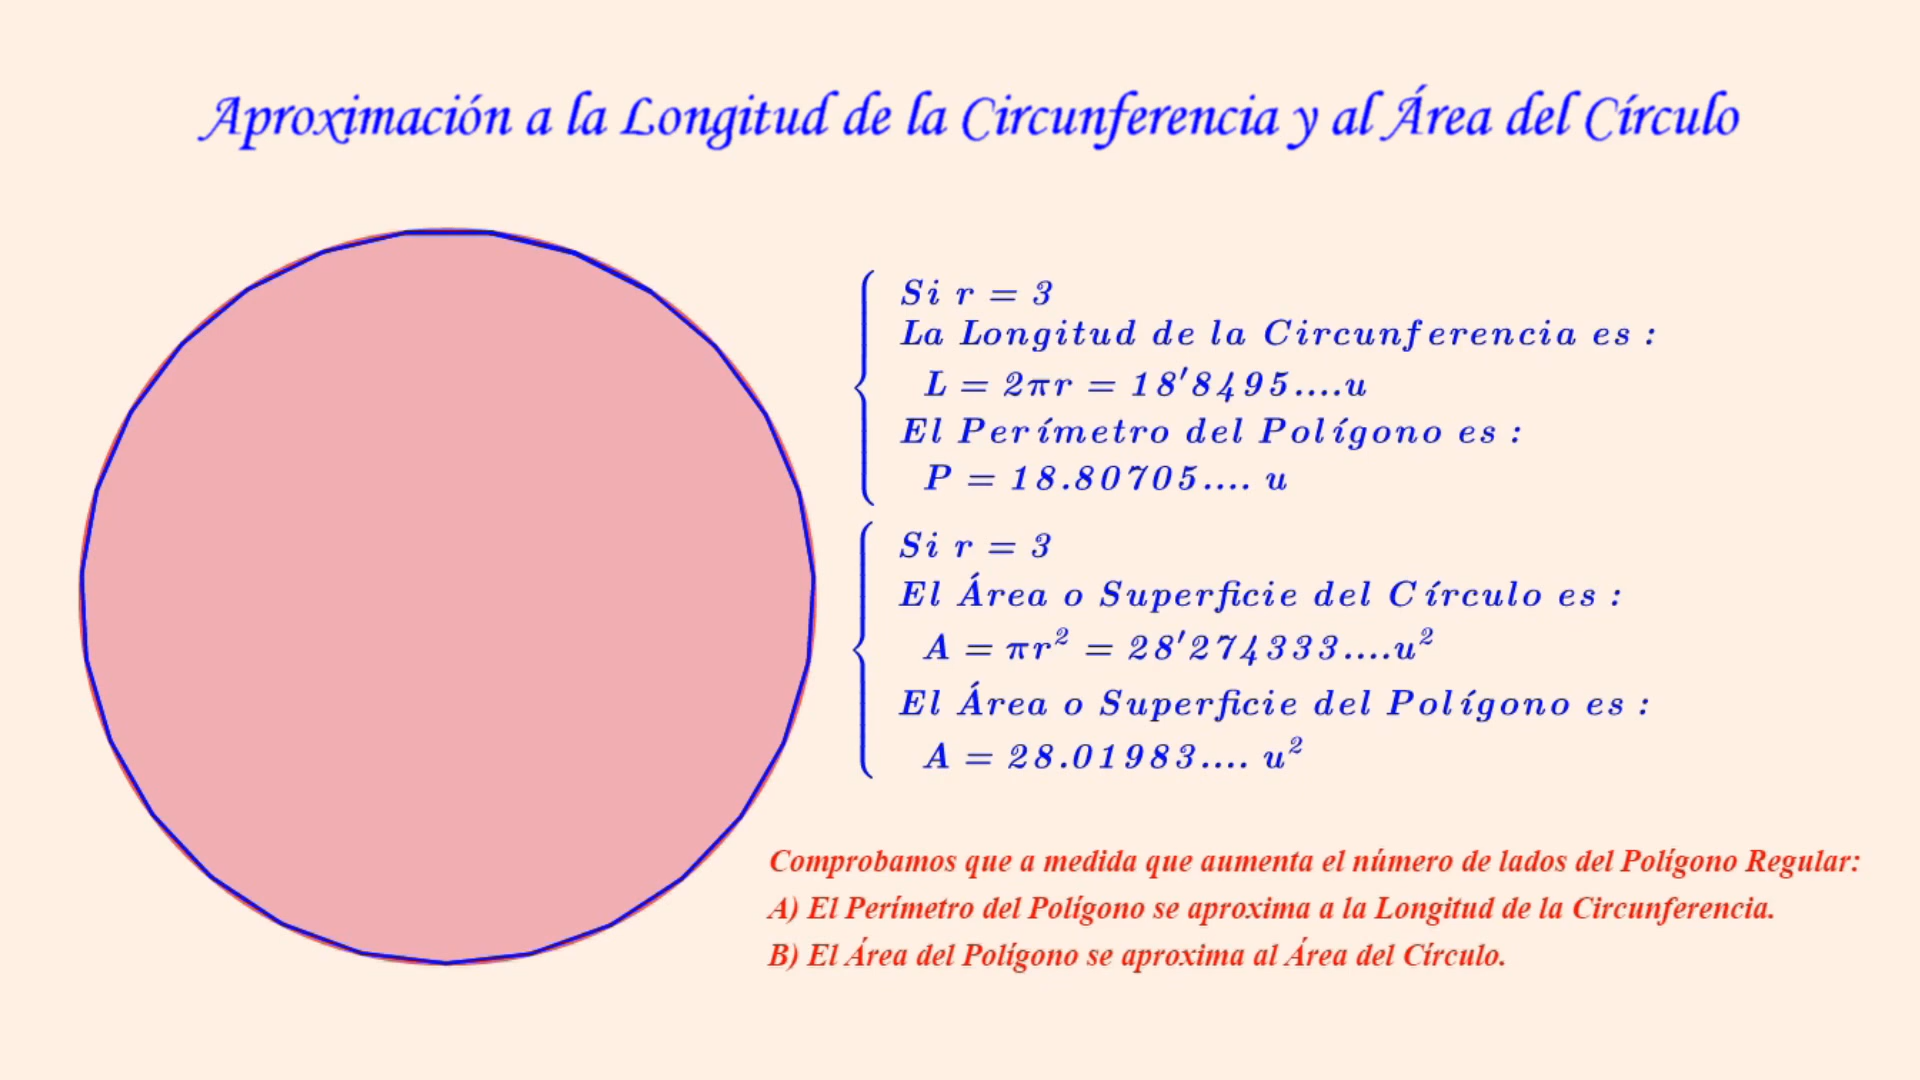 Aproximación a la Longitud de la Circunferencia y al Área del Círculo
Si r = 3
La Longitud de la Circunferencia es :
L = 2πr = 18′8495....u
El Perímetro del Polígono es :
P = 18.80705.... u
Si r = 3
El Área o Superficie del Círculo es :
A = πr² = 28′274333....u²
El Área o Superficie del Polígono es :
A = 28.01983.... u²
Comprobamos que a medida que aumenta el número de lados del Polígono Regular:
A) El Perímetro del Polígono se aproxima a la Longitud de la Circunferencia.
B) El Área del Polígono se aproxima al Área del Círculo.